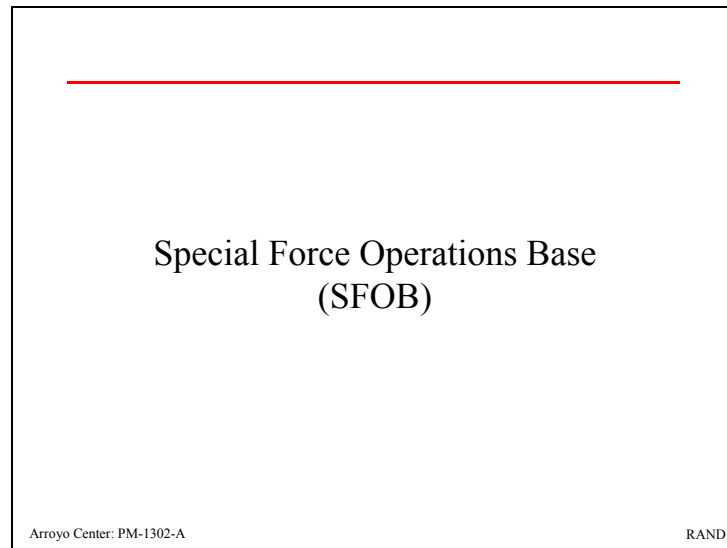 Special Force Operations Base
(SFOB)
Arroyo Center: PM-1302-A
RAND